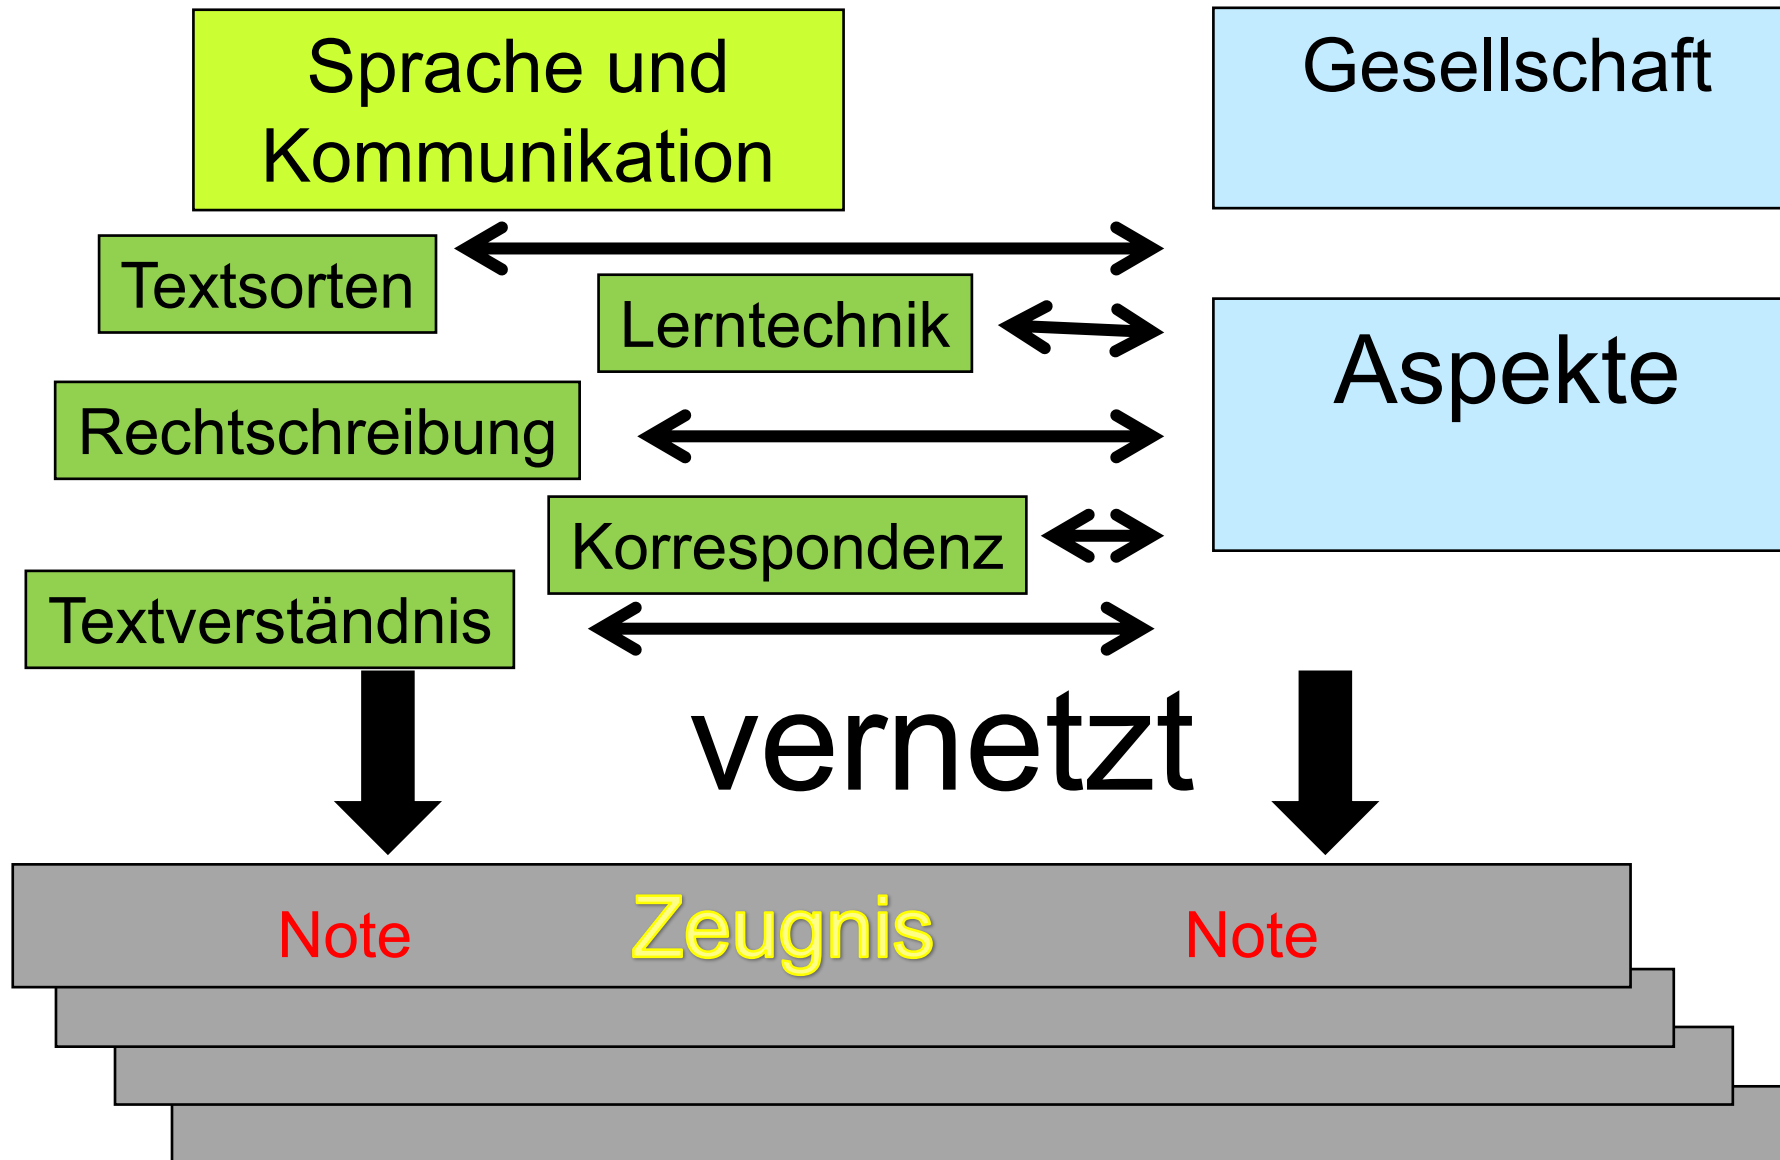 Sprache und
Kommunikation
Gesellschaft
Textsorten
Lerntechnik
Aspekte
Rechtschreibung
Korrespondenz
Textverständnis
vernetzt
Note
Zeugnis
Note